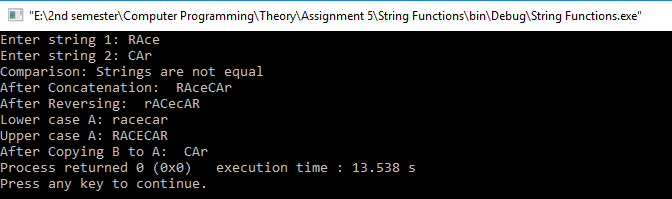 "E:\2nd semester\Computer Programming\Theory\Assignment 5\String Functions\bin\Debug\String Functions.exe"
Enter string 1: RAce
Enter string 2: CAr
Comparison: Strings are not equal
After Concatenation:  RAceCAr
After Reversing:  rACecAR
Lower case A: racecar
Upper case A: RACECAR
After Copying B to A:  CAr
Process returned 0 (0x0)   execution time : 13.538 s
Press any key to continue.